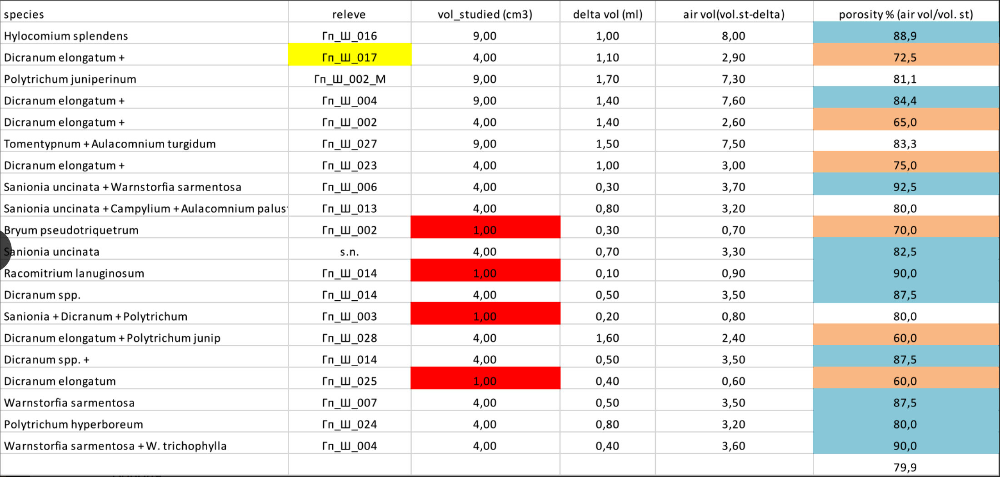 species releve vol_studied (cm3) delta vol (ml) air vol(vol.st-delta) porosity % (air vol/vol. st)
Hylocomium splendens Гп_Ш_016 9,00 1,00 8,00 88,9
Dicranum elongatum + Гп_Ш_017 4,00 1,10 2,90 72,5
Polytrichum juniperinum Гп_Ш_002_М 9,00 1,70 7,30 81,1
Dicranum elongatum + Гп_Ш_004 9,00 1,40 7,60 84,4
Dicranum elongatum + Гп_Ш_002 4,00 1,40 2,60 65,0
Tomentypnum + Aulacomnium turgidum Гп_Ш_027 9,00 1,50 7,50 83,3
Dicranum elongatum + Гп_Ш_023 4,00 1,00 3,00 75,0
Sanionia uncinata + Warnstorfia sarmentosa Гп_Ш_006 4,00 0,30 3,70 92,5
Sanionia uncinata + Campylium + Aulacomnium palus Гп_Ш_013 4,00 0,80 3,20 80,0
Bryum pseudotriquetrum Гп_Ш_002 1,00 0,30 0,70 70,0
Sanionia uncinata s.n. 4,00 0,70 3,30 82,5
Racomitrium lanuginosum Гп_Ш_014 1,00 0,10 0,90 90,0
Dicranum spp. Гп_Ш_014 4,00 0,50 3,50 87,5
Sanionia + Dicranum + Polytrichum Гп_Ш_003 1,00 0,20 0,80 80,0
Dicranum elongatum + Polytrichum junip Гп_Ш_028 4,00 1,60 2,40 60,0
Dicranum spp. + Гп_Ш_014 4,00 0,50 3,50 87,5
Dicranum elongatum Гп_Ш_025 1,00 0,40 0,60 60,0
Warnstorfia sarmentosa Гп_Ш_007 4,00 0,50 3,50 87,5
Polytrichum hyperboreum Гп_Ш_024 4,00 0,80 3,20 80,0
Warnstorfia sarmentosa + W. trichophylla Гп_Ш_004 4,00 0,40 3,60 90,0
79,9